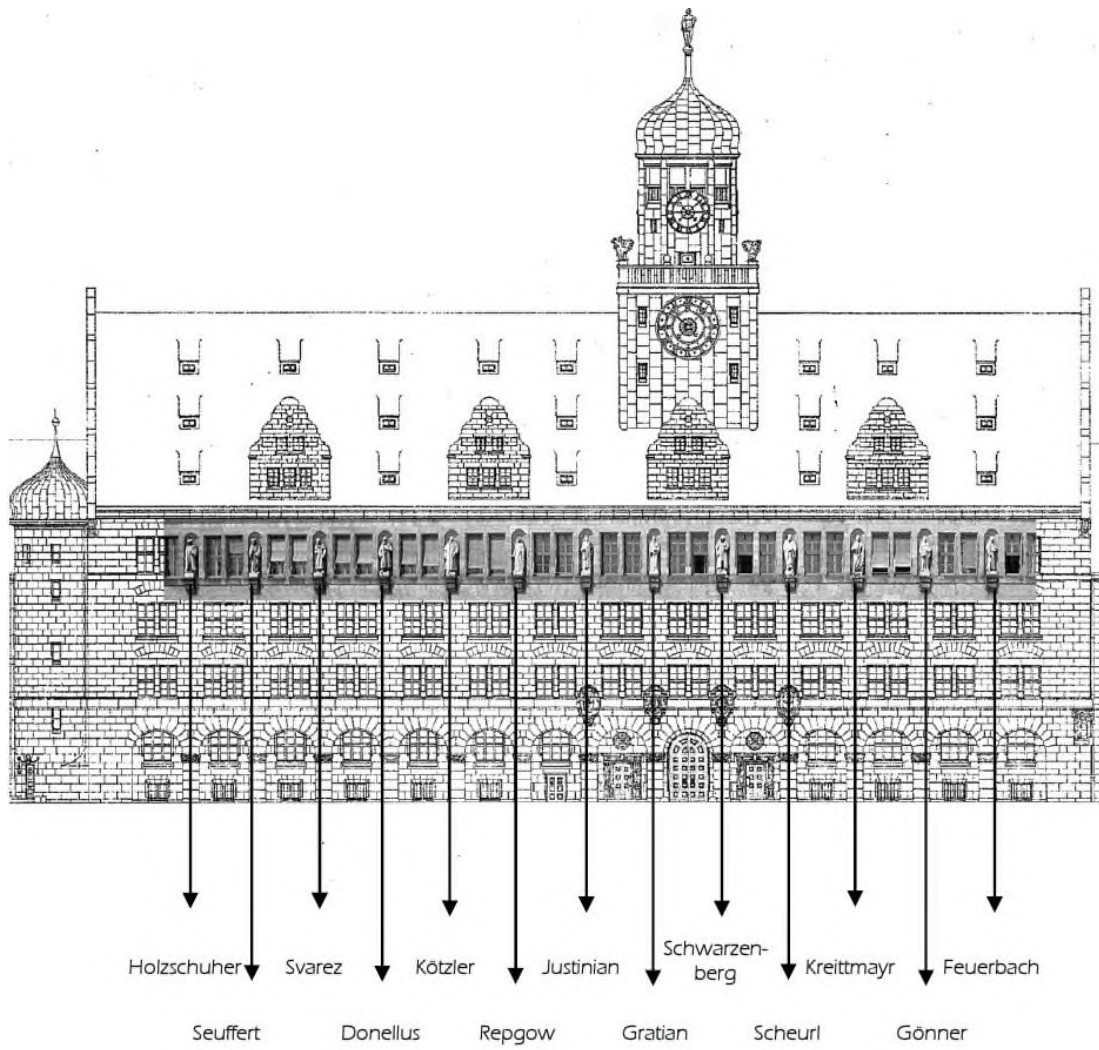 Holzschuher Svarez Kötzler Justinian Schwarzen-
berg Kreittmayr Feuerbach
Seuffert Donellus Repgow Gratian Scheurl Gönner